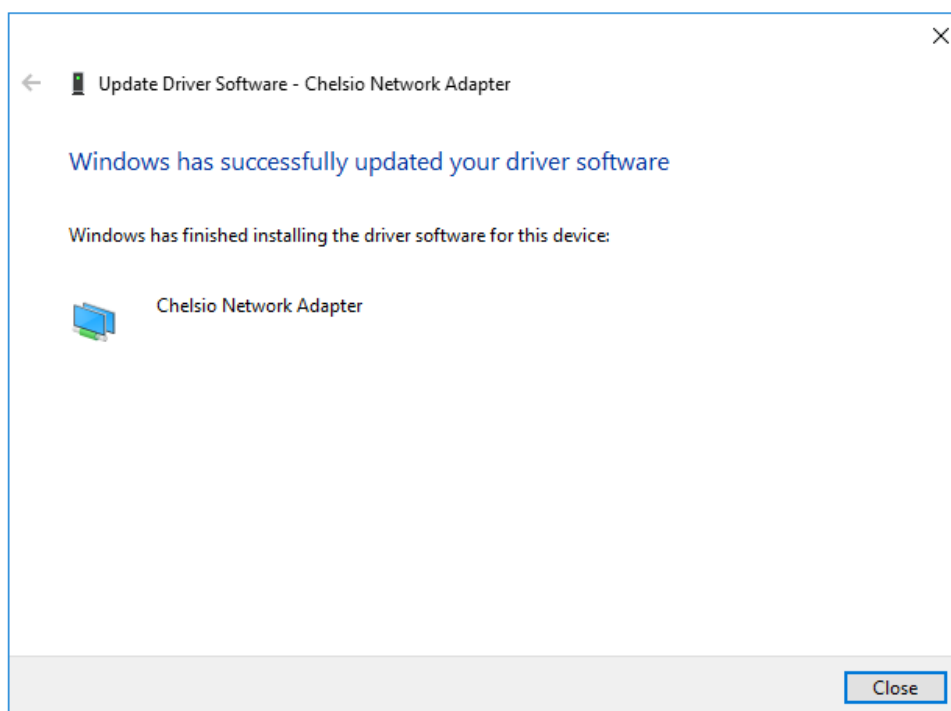 Update Driver Software - Chelsio Network Adapter
Windows has successfully updated your driver software
Windows has finished installing the driver software for this device:
Chelsio Network Adapter
Close